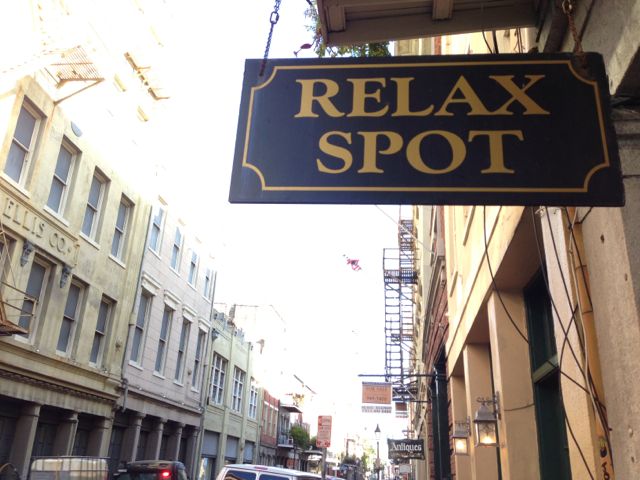 RELAX
SPOT
ELLIS CO.
Antiques